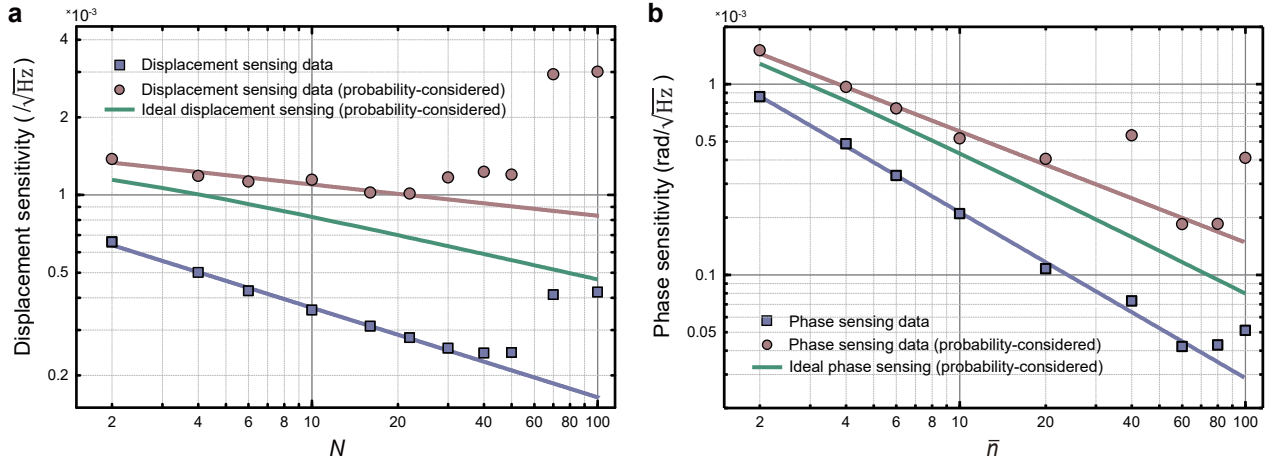 a
×10⁻³
Displacement sensitivity (/√Hz)
4
2
1
0.5
0.2
Displacement sensing data
Displacement sensing data (probability-considered)
Ideal displacement sensing (probability-considered)
2 4 6 8 10 20 40 60 80 100
N
b
×10⁻³
Phase sensitivity (rad/√Hz)
1
0.5
0.1
0.05
Phase sensing data
Phase sensing data (probability-considered)
Ideal phase sensing (probability-considered)
2 4 6 8 10 20 40 60 80 100
n̄